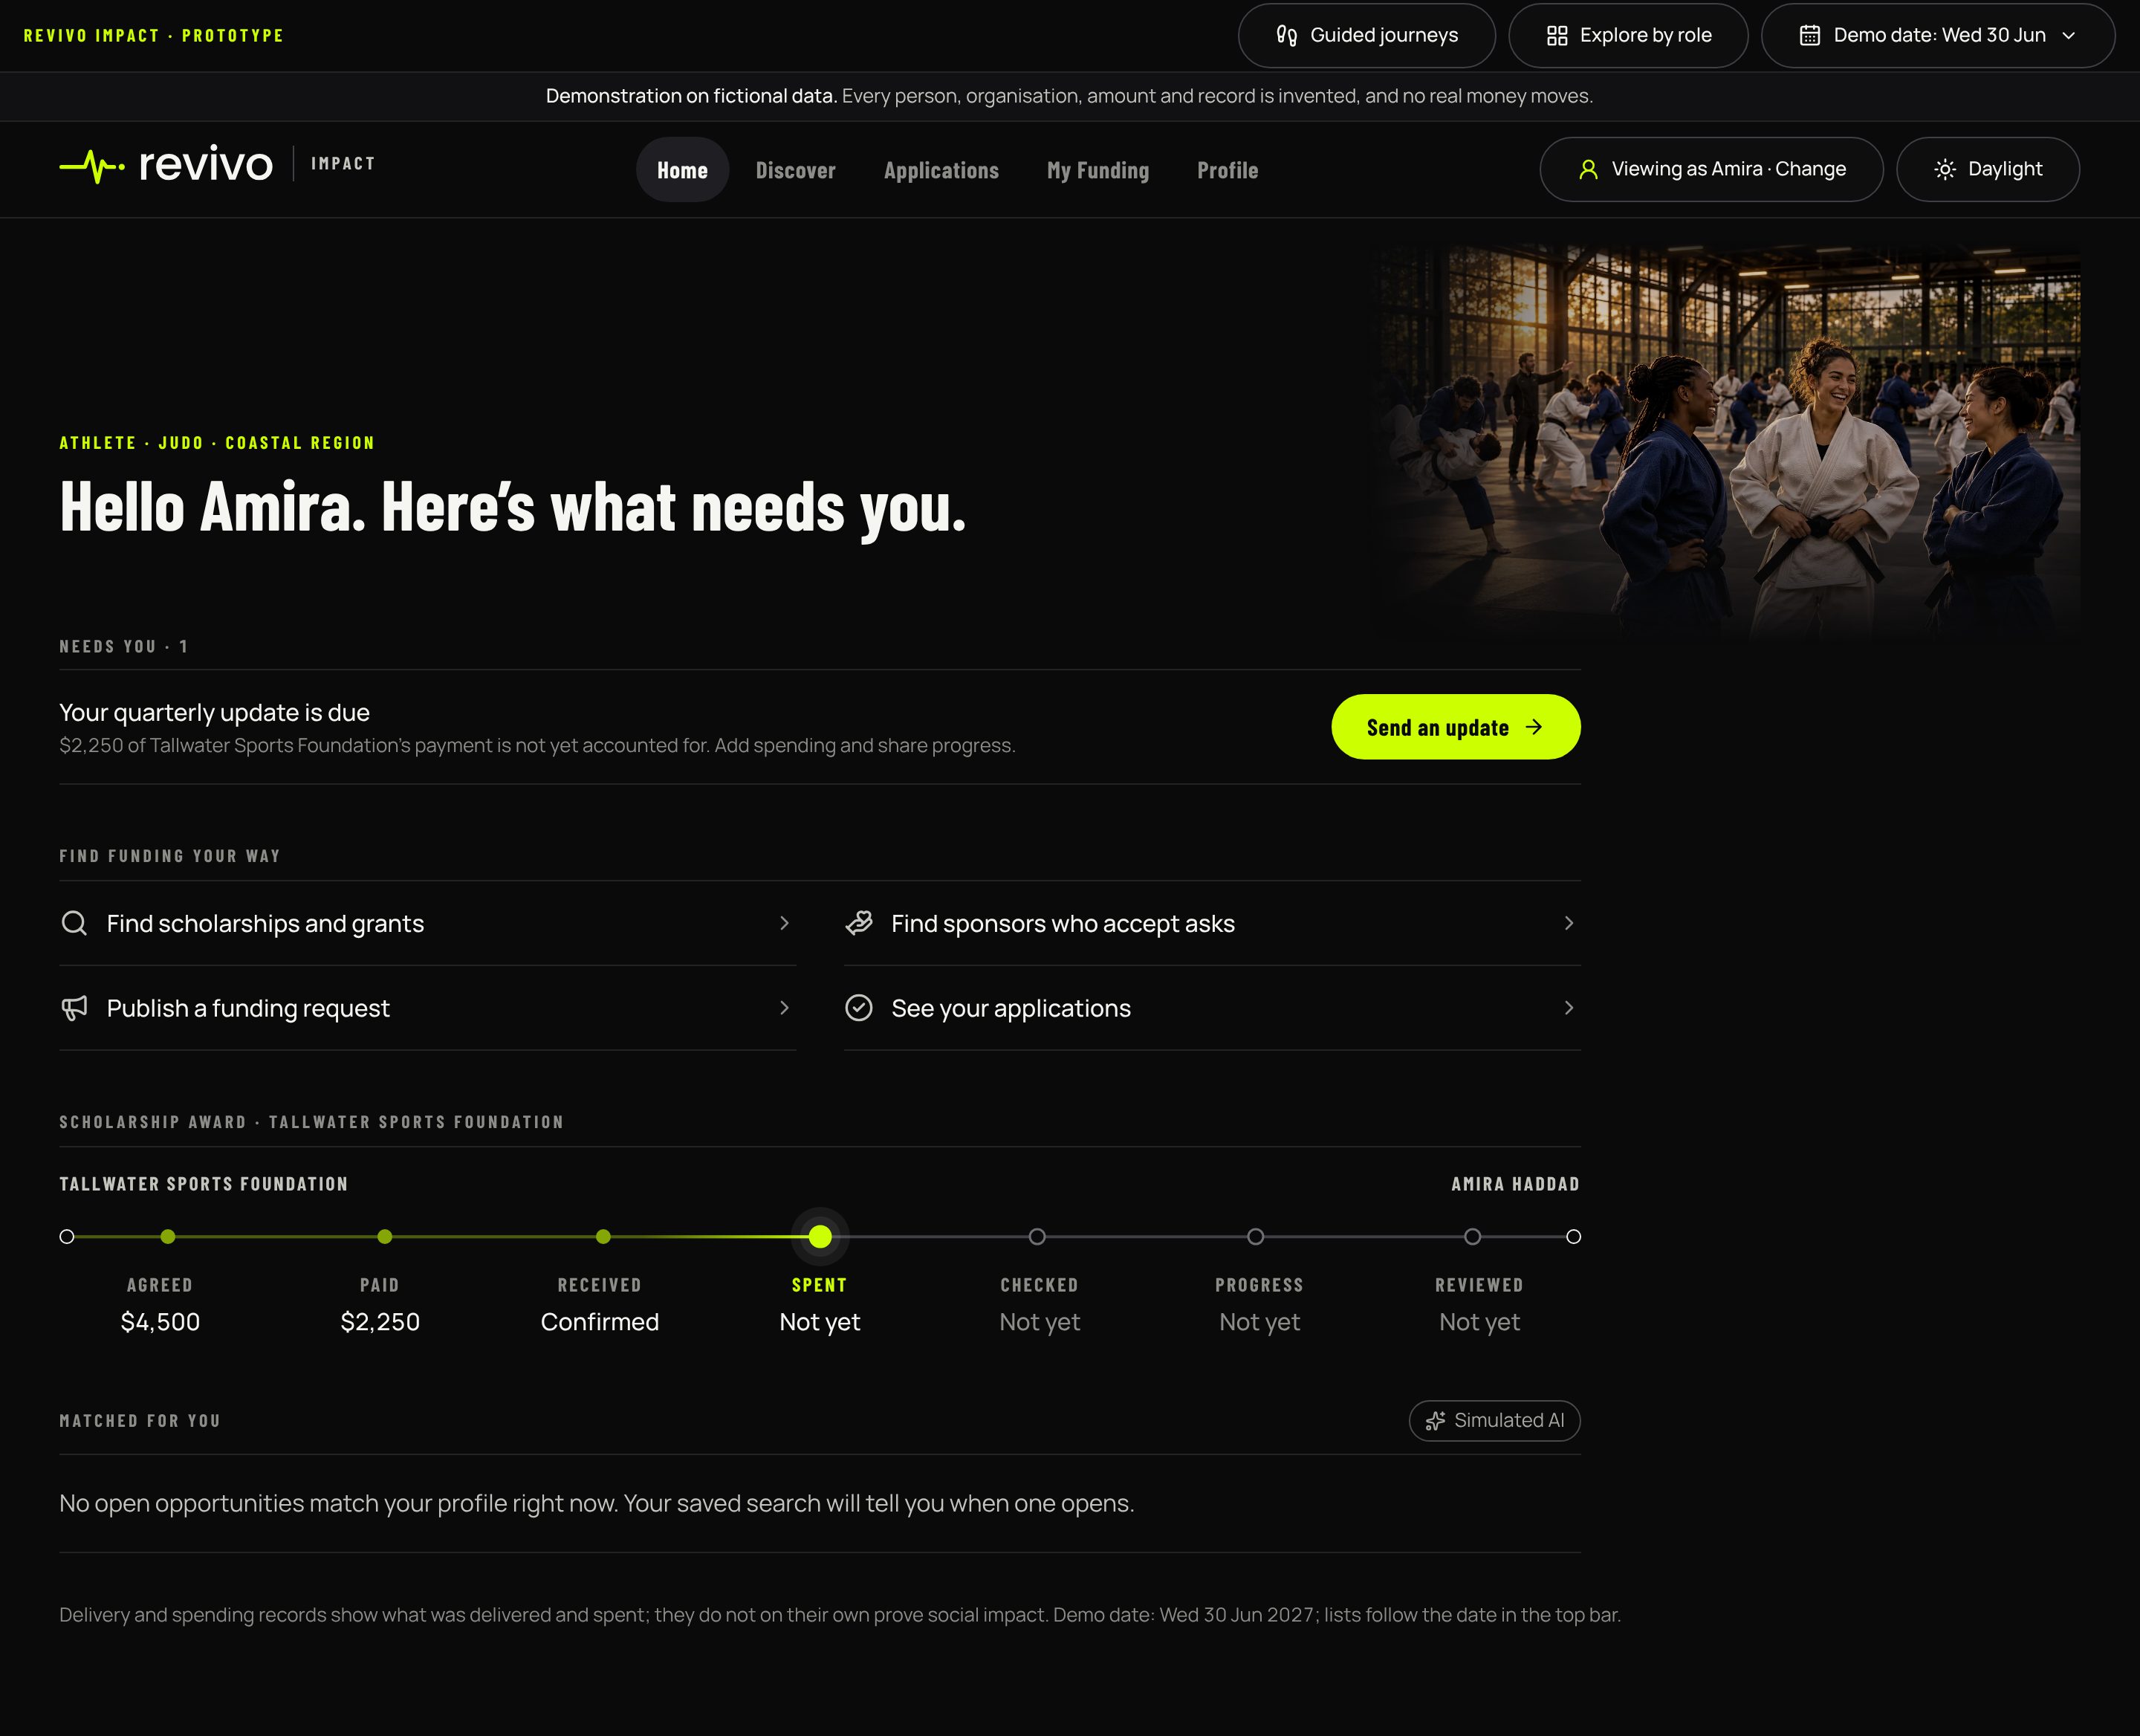 REVIVO IMPACT · PROTOTYPE
Guided journeys
Explore by role
Demo date: Wed 30 Jun
Demonstration on fictional data. Every person, organisation, amount and record is invented, and no real money moves.
revivo
IMPACT
Home
Discover
Applications
My Funding
Profile
Viewing as Amira · Change
Daylight
ATHLETE · JUDO · COASTAL REGION
Hello Amira. Here’s what needs you.
NEEDS YOU · 1
Your quarterly update is due
$2,250 of Tallwater Sports Foundation’s payment is not yet accounted for. Add spending and share progress.
Send an update
FIND FUNDING YOUR WAY
Find scholarships and grants
Find sponsors who accept asks
Publish a funding request
See your applications
SCHOLARSHIP AWARD · TALLWATER SPORTS FOUNDATION
TALLWATER SPORTS FOUNDATION
AMIRA HADDAD
AGREED
PAID
RECEIVED
SPENT
CHECKED
PROGRESS
REVIEWED
$4,500
$2,250
Confirmed
Not yet
Not yet
Not yet
Not yet
MATCHED FOR YOU
Simulated AI
No open opportunities match your profile right now. Your saved search will tell you when one opens.
Delivery and spending records show what was delivered and spent; they do not on their own prove social impact. Demo date: Wed 30 Jun 2027; lists follow the date in the top bar.